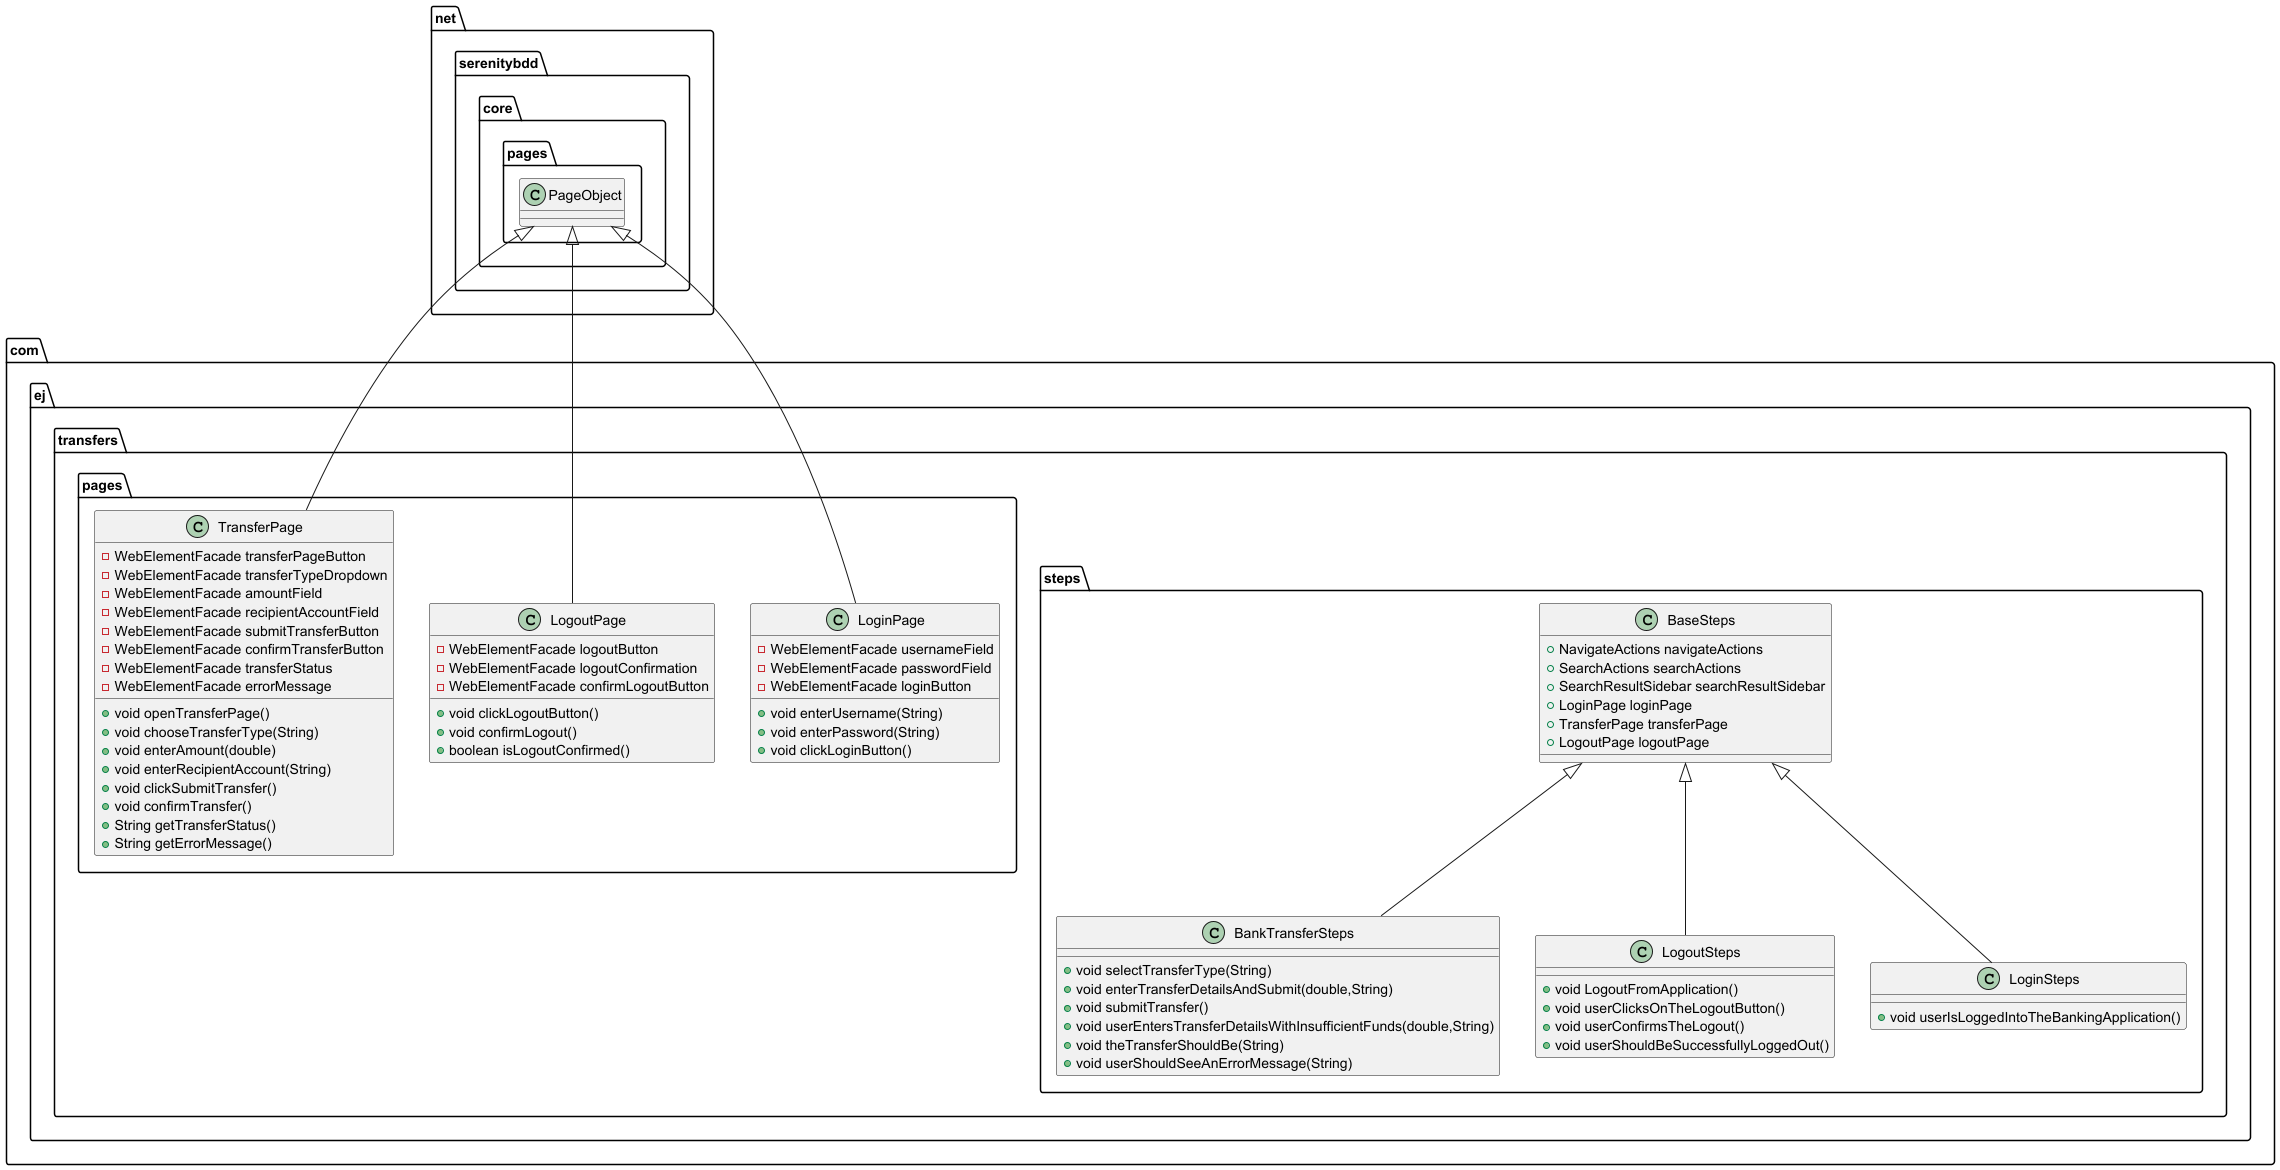 net
serenitybdd
core
pages
C PageObject
com
ej
transfers
pages
C TransferPage
WebElementFacade transferPageButton
WebElementFacade transferTypeDropdown
WebElementFacade amountField
WebElementFacade recipientAccountField
WebElementFacade submitTransferButton
WebElementFacade confirmTransferButton
WebElementFacade transferStatus
WebElementFacade errorMessage
void openTransferPage()
void chooseTransferType(String)
void enterAmount(double)
void enterRecipientAccount(String)
void clickSubmitTransfer()
void confirmTransfer()
String getTransferStatus()
String getErrorMessage()
C LogoutPage
WebElementFacade logoutButton
WebElementFacade logoutConfirmation
WebElementFacade confirmLogoutButton
void clickLogoutButton()
void confirmLogout()
boolean isLogoutConfirmed()
C LoginPage
WebElementFacade usernameField
WebElementFacade passwordField
WebElementFacade loginButton
void enterUsername(String)
void enterPassword(String)
void clickLoginButton()
steps
C BaseSteps
NavigateActions navigateActions
SearchActions searchActions
SearchResultSidebar searchResultSidebar
LoginPage loginPage
TransferPage transferPage
LogoutPage logoutPage
C BankTransferSteps
void selectTransferType(String)
void enterTransferDetailsAndSubmit(double,String)
void submitTransfer()
void userEntersTransferDetailsWithInsufficientFunds(double,String)
void theTransferShouldBe(String)
void userShouldSeeAnErrorMessage(String)
C LogoutSteps
void LogoutFromApplication()
void userClicksOnTheLogoutButton()
void userConfirmsTheLogout()
void userShouldBeSuccessfullyLoggedOut()
C LoginSteps
void userIsLoggedIntoTheBankingApplication()